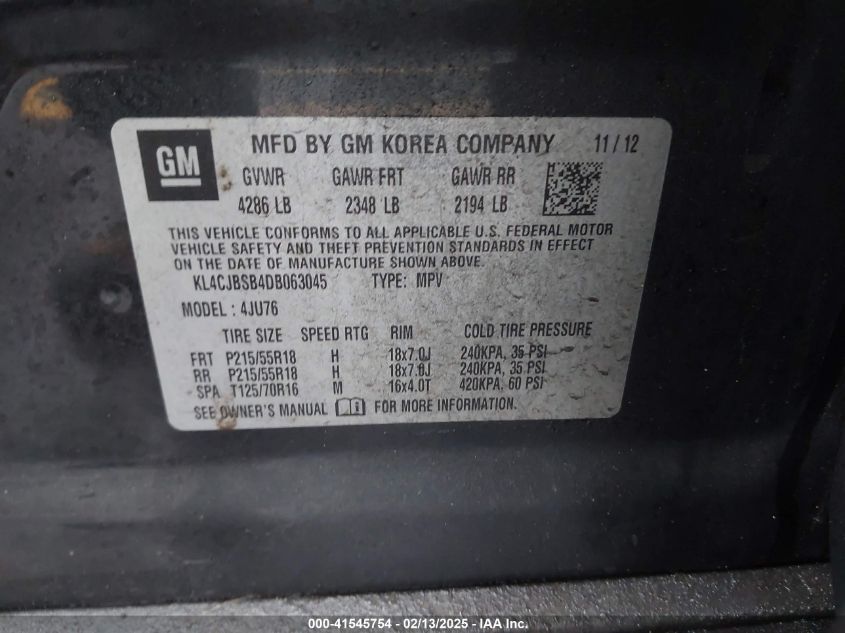 GM
MFD BY GM KOREA COMPANY 11 / 12
GVWR GAWR FRT GAWR RR
4286 LB 2348 LB 2194 LB
THIS VEHICLE CONFORMS TO ALL APPLICABLE U.S. FEDERAL MOTOR
VEHICLE SAFETY AND THEFT PREVENTION STANDARDS IN EFFECT
ON THE DATE OF MANUFACTURE SHOWN ABOVE.
KL4CJBSB4DB063045 TYPE: MPV
MODEL : 4JU76
TIRE SIZE SPEED RTG RIM COLD TIRE PRESSURE
FRT P215/55R18 H 18x7.0J 240KPA, 35 PSI
RR P215/55R18 H 18x7.0J 240KPA, 35 PSI
SPA T125/70R16 M 16x4.0T 420KPA, 60 PSI
SEE OWNER'S MANUAL FOR MORE INFORMATION.
000-41545754 - 02/13/2025 - IAA Inc.